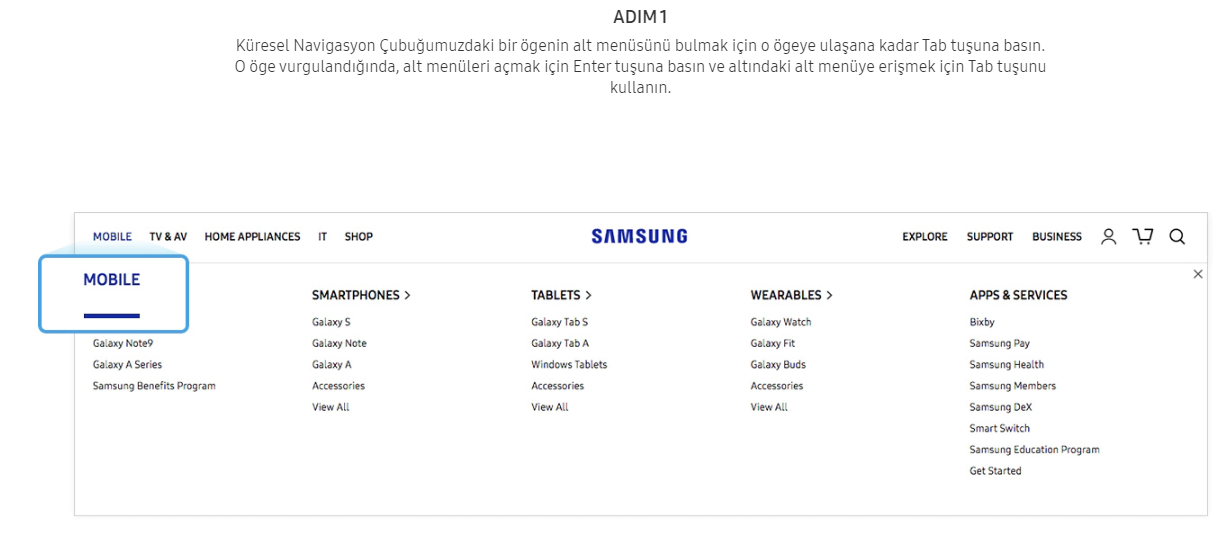 ADIM 1
Küresel Navigasyon Çubuğumuzdaki bir ögenin alt menüsünü bulmak için o ögeye ulaşana kadar Tab tuşuna basın.
O öge vurgulandığında, alt menüleri açmak için Enter tuşuna basın ve altındaki alt menüye erişmek için Tab tuşunu
kullanın.
MOBILE TV & AV HOME APPLIANCES IT SHOP SAMSUNG EXPLORE SUPPORT BUSINESS
MOBILE
Galaxy Note9
Galaxy A Series
Samsung Benefits Program
SMARTPHONES >
Galaxy S
Galaxy Note
Galaxy A
Accessories
View All
TABLETS >
Galaxy Tab S
Galaxy Tab A
Windows Tablets
Accessories
View All
WEARABLES >
Galaxy Watch
Galaxy Fit
Galaxy Buds
Accessories
View All
APPS & SERVICES
Bixby
Samsung Pay
Samsung Health
Samsung Members
Samsung DeX
Smart Switch
Samsung Education Program
Get Started